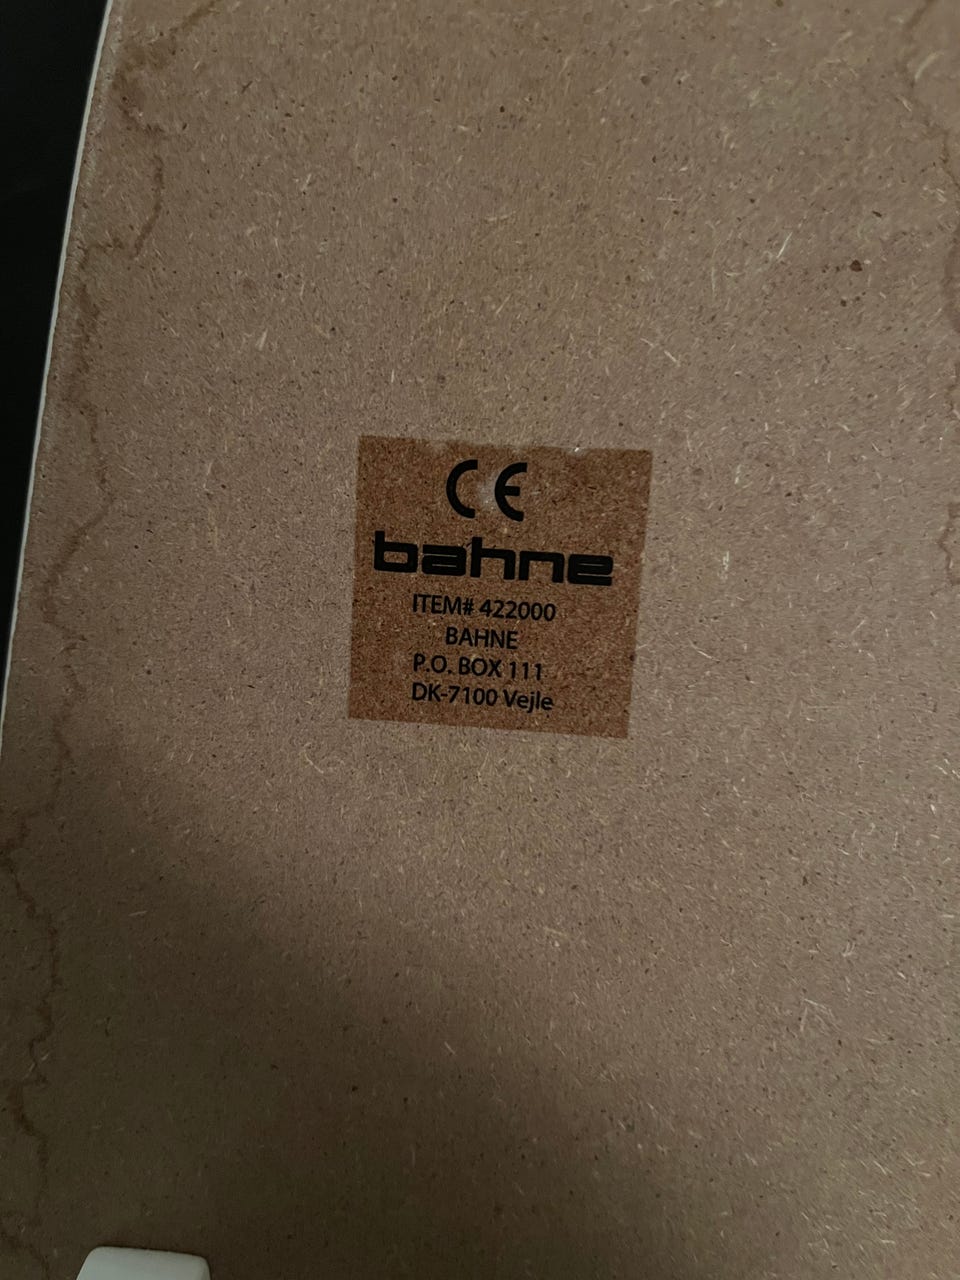 CE
bahne
ITEM# 422000
BAHNE
P.O. BOX 111
DK-7100 Vejle